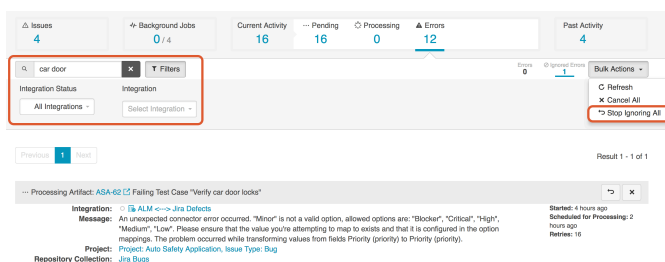 Issues
4
Background Jobs
0 / 4
Current Activity
16
Pending
16
Processing
0
Errors
12
Past Activity
4
car door
Filters
Errors
0
Ignored Errors
1
Bulk Actions
Integration Status
Integration
All Integrations
Select Integration
Refresh
Cancel All
Stop Ignoring All
Previous 1 Next
Result 1 - 1 of 1
··· Processing Artifact: ASA-62 Failing Test Case "Verify car door locks"
Integration: ALM <---> Jira Defects
Message: An unexpected connector error occurred. "Minor" is not a valid option, allowed options are: "Blocker", "Critical", "High",
"Medium", "Low". Please ensure that the value you're attempting to map to exists and that it is configured in the option
mappings. The problem occurred while transforming values from fields Priority (priority) to Priority (priority).
Project: Project: Auto Safety Application, Issue Type: Bug
Repository Collection: Jira Bugs
Started: 4 hours ago
Scheduled for Processing: 2
hours ago
Retries: 16